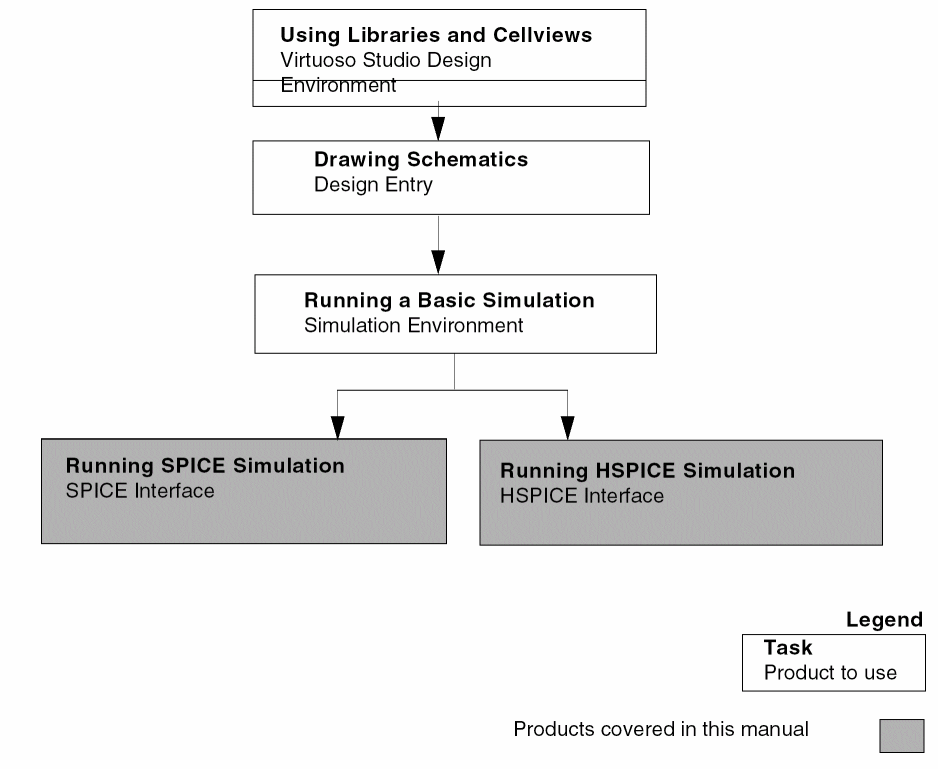 Using Libraries and Cellviews
Virtuoso Studio Design
Environment
Drawing Schematics
Design Entry
Running a Basic Simulation
Simulation Environment
Running SPICE Simulation
SPICE Interface
Running HSPICE Simulation
HSPICE Interface
Legend
Task
Product to use
Products covered in this manual